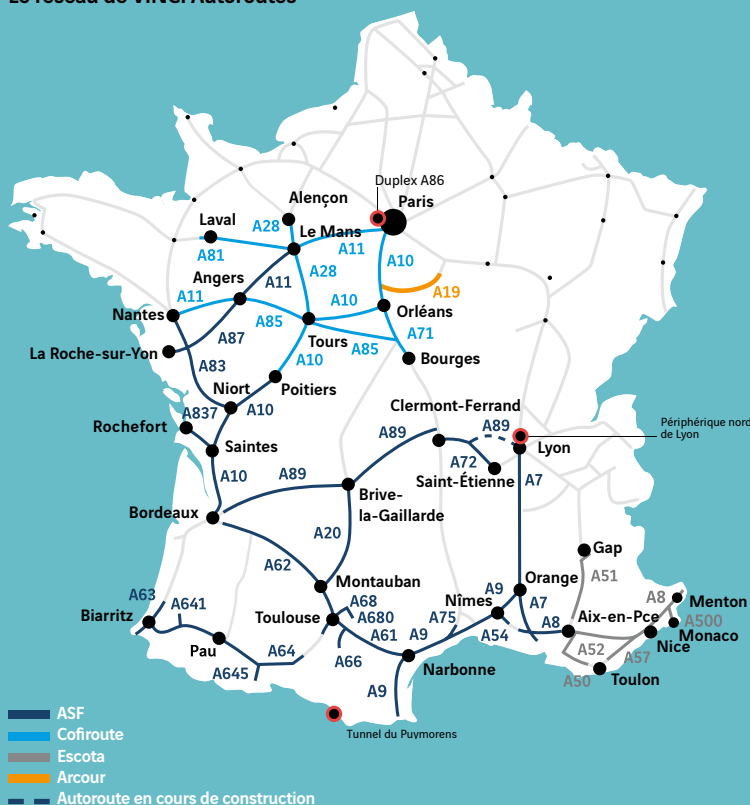 Le réseau de VINCI Autoroutes
Duplex A86
Paris
Alençon
Laval
A28
Le Mans
A11
A81
A10
A28
Angers
A11
A19
A11
A10
Orléans
Nantes
A85
A87
Tours
A71
A85
La Roche-sur-Yon
A10
Bourges
A83
Niort
Poitiers
A837
A10
Clermont-Ferrand
Rochefort
A89
A89
Périphérique nord
de Lyon
Saintes
Lyon
A72
A10
A89
Saint-Étienne
A7
Brive-
la-Gaillarde
Bordeaux
A20
Gap
A62
A51
Montauban
Orange
A63
A641
A68
A9
A8
Menton
Nîmes
A7
Biarritz
Toulouse
A680
A75
Aix-en-Pce
A500
A61
A9
A54
A8
Monaco
Nice
Pau
A64
A66
A52
A57
A645
Narbonne
A50
Toulon
A9
Tunnel du Puymorens
ASF
Cofiroute
Escota
Arcour
Autoroute en cours de construction